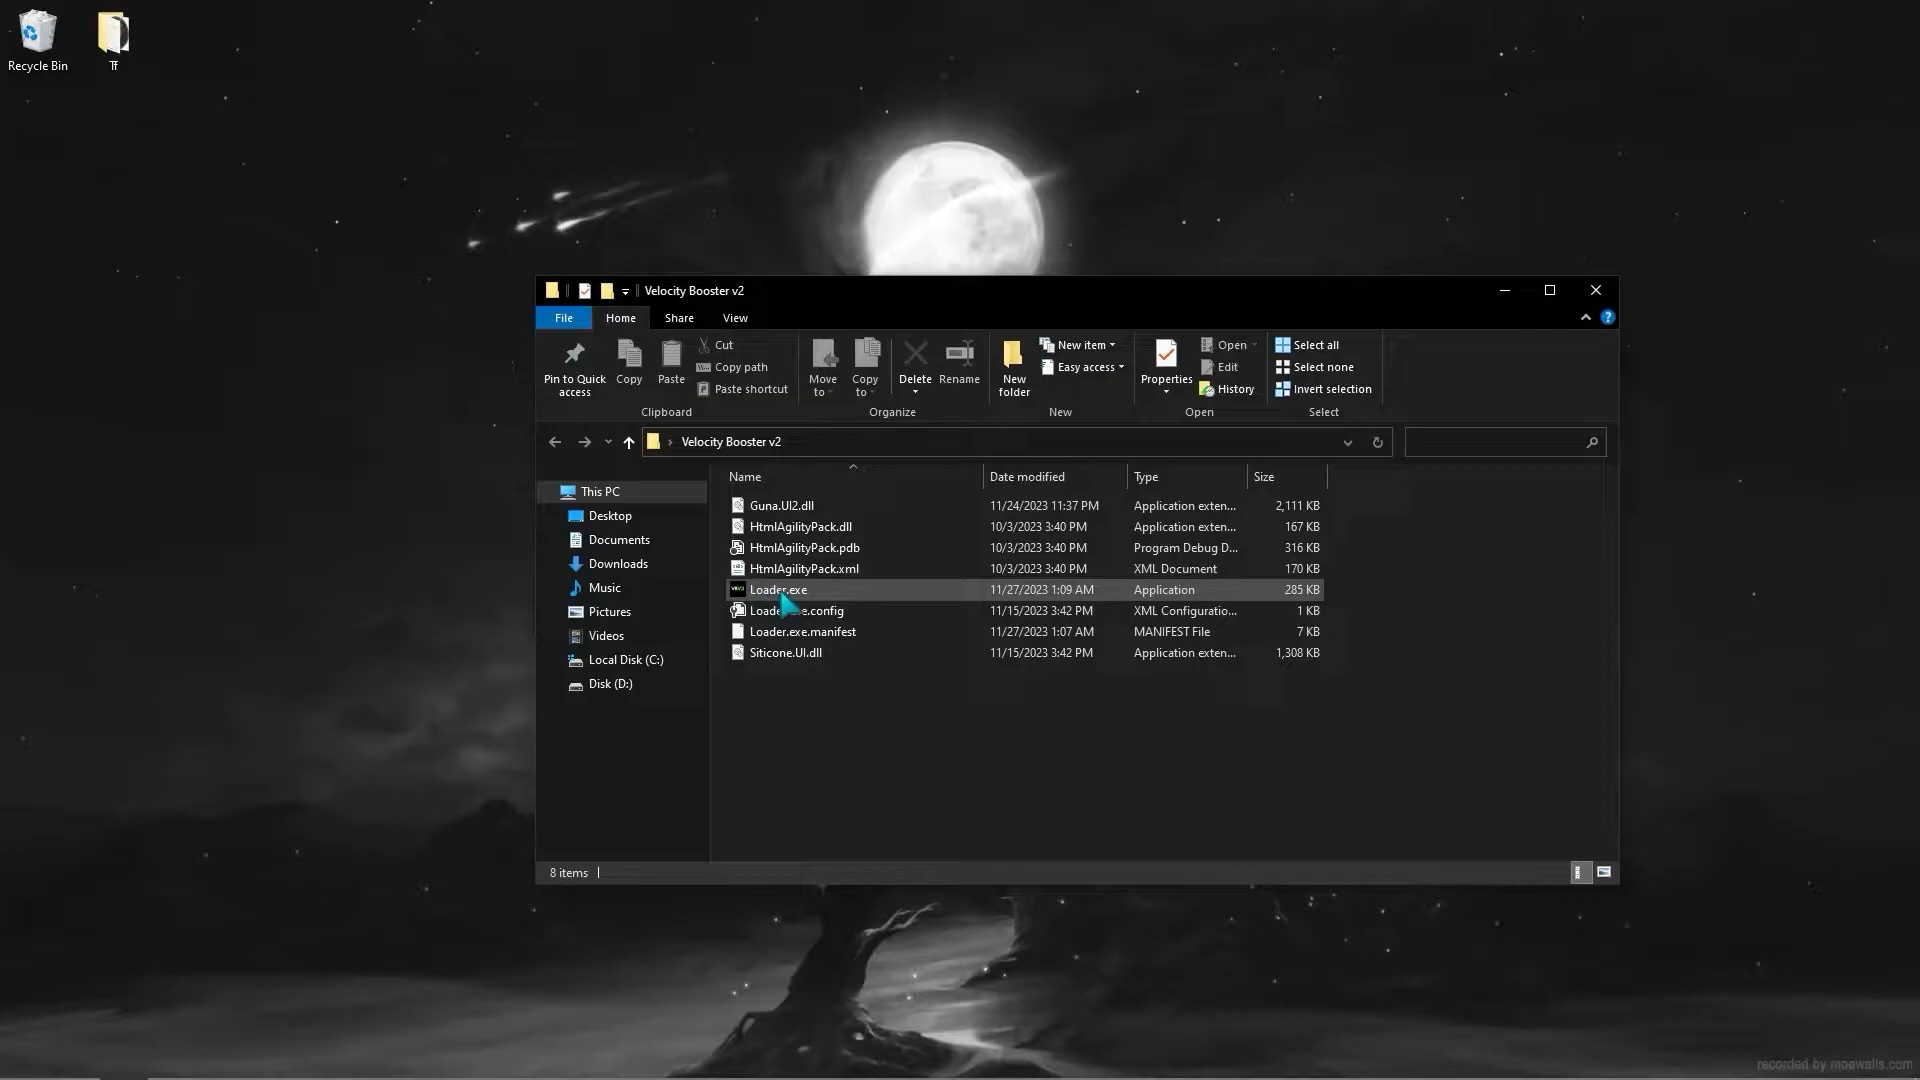 Recycle Bin
Tf
Velocity Booster v2
File Home Share View
Pin to Quick access
Copy
Paste
Cut
Copy path
Paste shortcut
Move to
Copy to
Delete
Rename
New folder
New item
Easy access
Properties
Open
Edit
History
Select all
Select none
Invert selection
Clipboard Organize New Open Select
Velocity Booster v2
This PC
Desktop
Documents
Downloads
Music
Pictures
Videos
Local Disk (C:)
Disk (D:)
Name Date modified Type Size
Guna.UI2.dll 11/24/2023 11:37 PM Application exten... 2,111 KB
HtmlAgilityPack.dll 10/3/2023 3:40 PM Application exten... 167 KB
HtmlAgilityPack.pdb 10/3/2023 3:40 PM Program Debug D... 316 KB
HtmlAgilityPack.xml 10/3/2023 3:40 PM XML Document 170 KB
Loader.exe 11/27/2023 1:09 AM Application 285 KB
Loader.exe.config 11/15/2023 3:42 PM XML Configuratio... 1 KB
Loader.exe.manifest 11/27/2023 1:07 AM MANIFEST File 7 KB
Siticone.UI.dll 11/15/2023 3:42 PM Application exten... 1,308 KB
8 items
recorded by moewalls.com